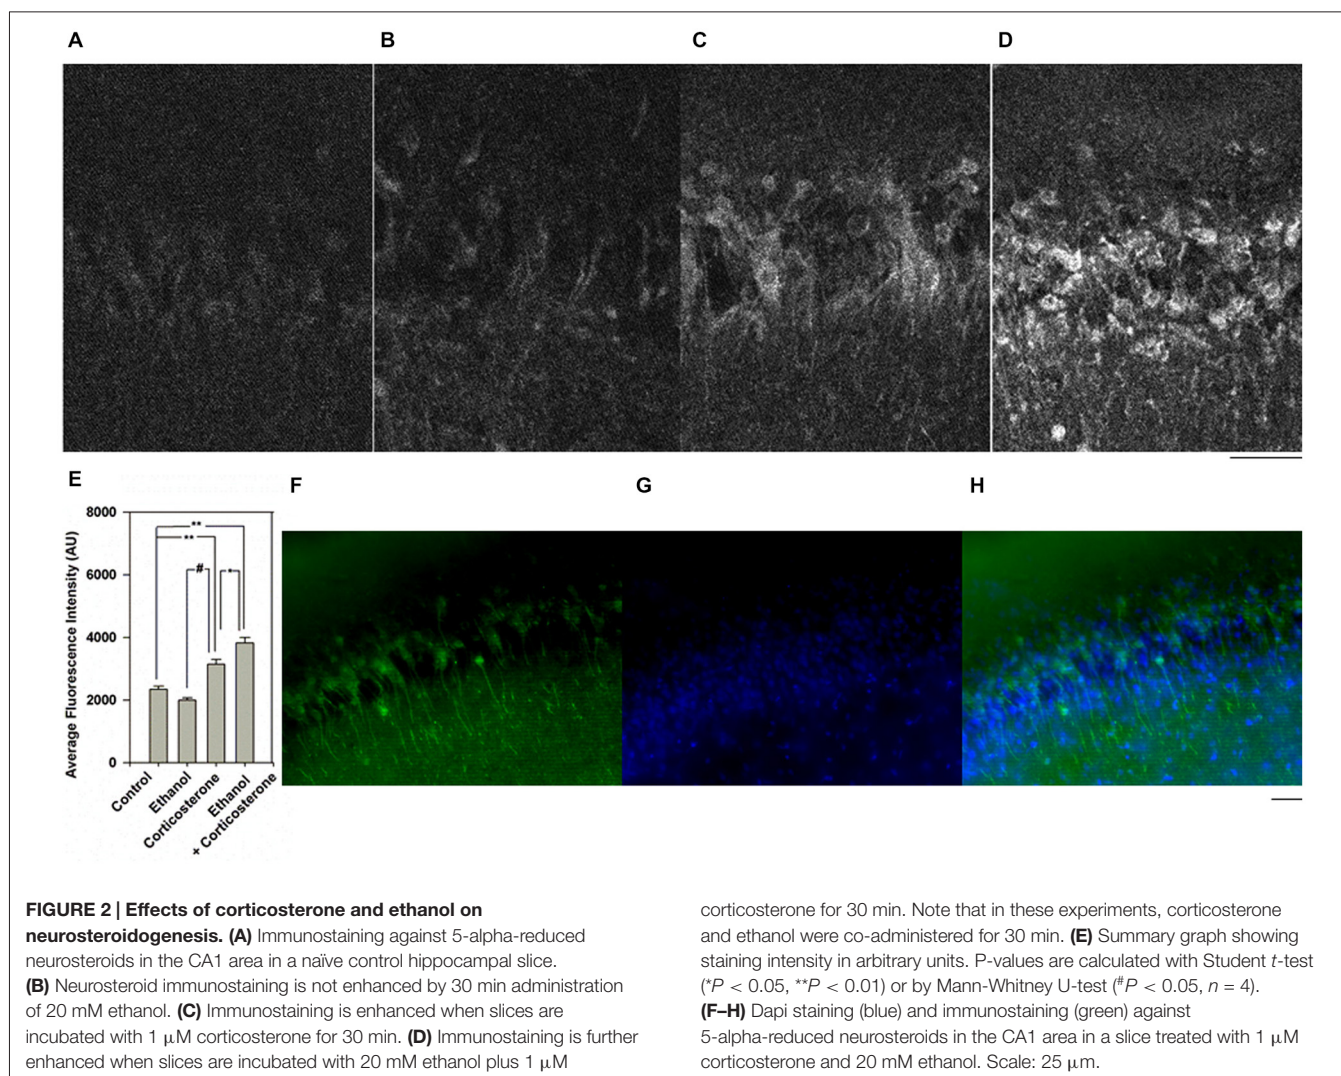 A
B
C
D
E
F
G
H
8000
6000
4000
2000
0
Average Fluorescence Intensity (AU)
**
**
#
*
Control
Ethanol
Corticosterone
Ethanol
+ Corticosterone
FIGURE 2 | Effects of corticosterone and ethanol on
neurosteroidogenesis. (A) Immunostaining against 5-alpha-reduced
neurosteroids in the CA1 area in a naïve control hippocampal slice.
(B) Neurosteroid immunostaining is not enhanced by 30 min administration
of 20 mM ethanol. (C) Immunostaining is enhanced when slices are
incubated with 1 μM corticosterone for 30 min. (D) Immunostaining is further
enhanced when slices are incubated with 20 mM ethanol plus 1 μM
corticosterone for 30 min. Note that in these experiments, corticosterone
and ethanol were co-administered for 30 min. (E) Summary graph showing
staining intensity in arbitrary units. P-values are calculated with Student t-test
(*P < 0.05, **P < 0.01) or by Mann-Whitney U-test (#P < 0.05, n = 4).
(F–H) Dapi staining (blue) and immunostaining (green) against
5-alpha-reduced neurosteroids in the CA1 area in a slice treated with 1 μM
corticosterone and 20 mM ethanol. Scale: 25 μm.